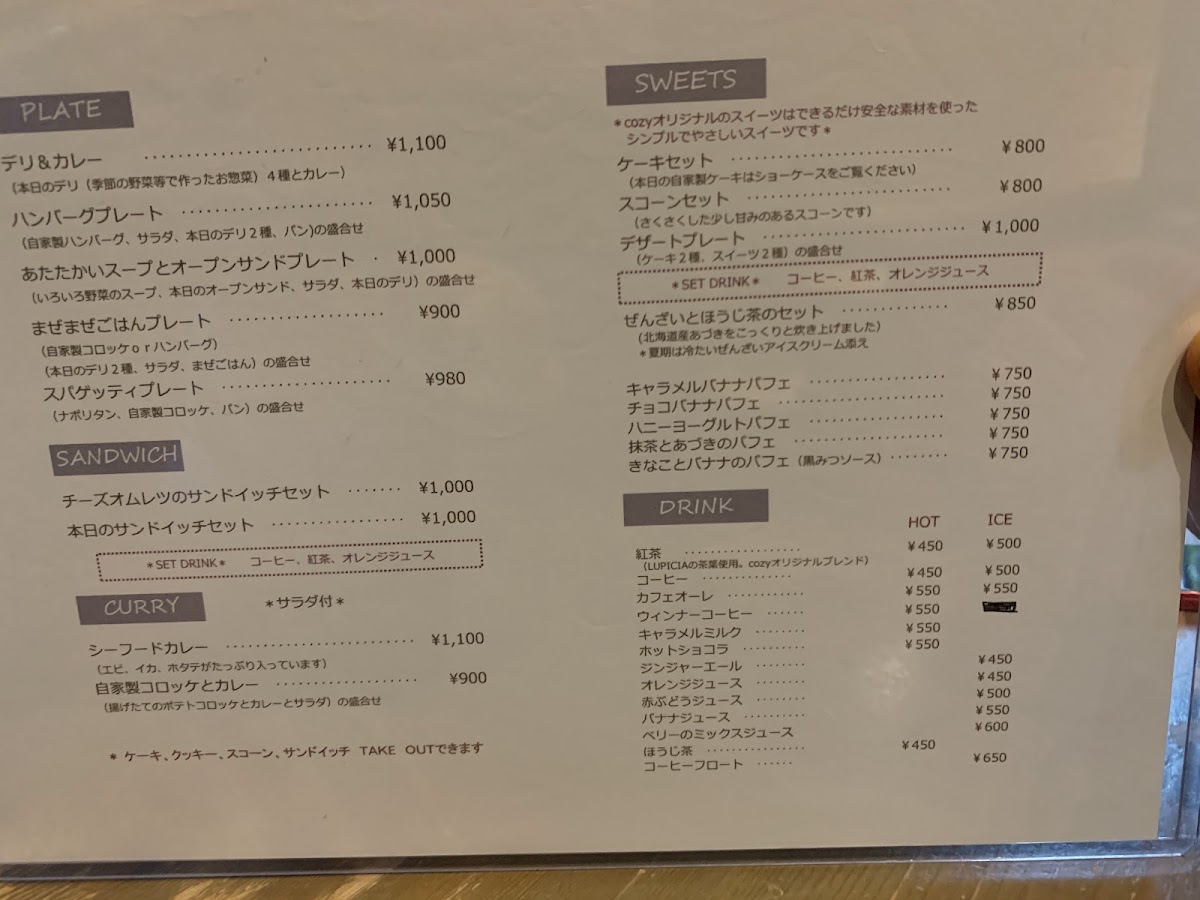 PLATE
デリ＆カレー ・・・・・・・・・・・・・・・・・・・・・・・・・・・ ¥1,100
（本日のデリ（季節の野菜等で作ったお惣菜）４種とカレー）
ハンバーグプレート ・・・・・・・・・・・・・・・・・・・・・・・ ¥1,050
（自家製ハンバーグ、サラダ、本日のデリ２種、パン)の盛合せ
あたたかいスープとオープンサンドプレート ・ ¥1,000
（いろいろ野菜のスープ、本日のオープンサンド、サラダ、本日のデリ）の盛合せ
まぜまぜごはんプレート ・・・・・・・・・・・・・・・・・・・ ¥900
（自家製コロッケｏｒハンバーグ）
（本日のデリ２種、サラダ、まぜごはん）の盛合せ
スパゲッティプレート ・・・・・・・・・・・・・・・・・・・・・ ¥980
（ナポリタン、自家製コロッケ、パン）の盛合せ
SANDWICH
チーズオムレツのサンドイッチセット ・・・・・・・ ¥1,000
本日のサンドイッチセット ・・・・・・・・・・・・・・・・・ ¥1,000
＊SET DRINK＊ コーヒー、紅茶、オレンジジュース
CURRY ＊サラダ付＊
シーフードカレー ・・・・・・・・・・・・・・・・・・・・・・・・ ¥1,100
（エビ、イカ、ホタテがたっぷり入っています）
自家製コロッケとカレー ・・・・・・・・・・・・・・・・・・ ¥900
（揚げたてのポテトコロッケとカレーとサラダ）の盛合せ
＊ ケーキ、クッキー、スコーン、サンドイッチ TAKE OUTできます
SWEETS
＊cozyオリジナルのスイーツはできるだけ安全な素材を使った
シンプルでやさしいスイーツです＊
ケーキセット ・・・・・・・・・・・・・・・・・・・・・・・・・・・ ¥800
（本日の自家製ケーキはショーケースをご覧ください）
スコーンセット ・・・・・・・・・・・・・・・・・・・・・・・・・ ¥800
（さくさくした少し甘みのあるスコーンです）
デザートプレート ・・・・・・・・・・・・・・・・・・・・・・・・・ ¥1,000
（ケーキ２種、スイーツ２種）の盛合せ
＊SET DRINK＊ コーヒー、紅茶、オレンジジュース
ぜんざいとほうじ茶のセット ・・・・・・・・・・・・・・ ¥850
（北海道産あづきをこっくりと炊き上げました）
＊夏期は冷たいぜんざいアイスクリーム添え
キャラメルバナナパフェ ・・・・・・・・・・・・・・・・・ ¥750
チョコバナナパフェ ・・・・・・・・・・・・・・・・・・・・ ¥750
ハニーヨーグルトパフェ ・・・・・・・・・・・・・・・・・ ¥750
抹茶とあづきのパフェ ・・・・・・・・・・・・・・・・・・・ ¥750
きなことバナナのパフェ（黒みつソース） ・・・・・・・・ ¥750
DRINK
HOT ICE
紅茶 ・・・・・・・・・・・・・・・・・・ ¥450 ¥500
（LUPICIAの茶葉使用。cozyオリジナルブレンド）
コーヒー ・・・・・・・・・・・・・・ ¥450 ¥500
カフェオーレ ・・・・・・・・・・・・ ¥550 ¥550
ウィンナーコーヒー ・・・・・・ ¥550
キャラメルミルク ・・・・・・・・ ¥550
ホットショコラ ・・・・・・・・・・ ¥550
ジンジャーエール ・・・・・・・・ ¥450
オレンジジュース ・・・・・・・・ ¥450
赤ぶどうジュース ・・・・・・・・ ¥500
バナナジュース ・・・・・・・・・・ ¥550
ベリーのミックスジュース ¥600
ほうじ茶 ・・・・・・・・・・・・・・・・ ¥450
コーヒーフロート ・・・・・・ ¥650